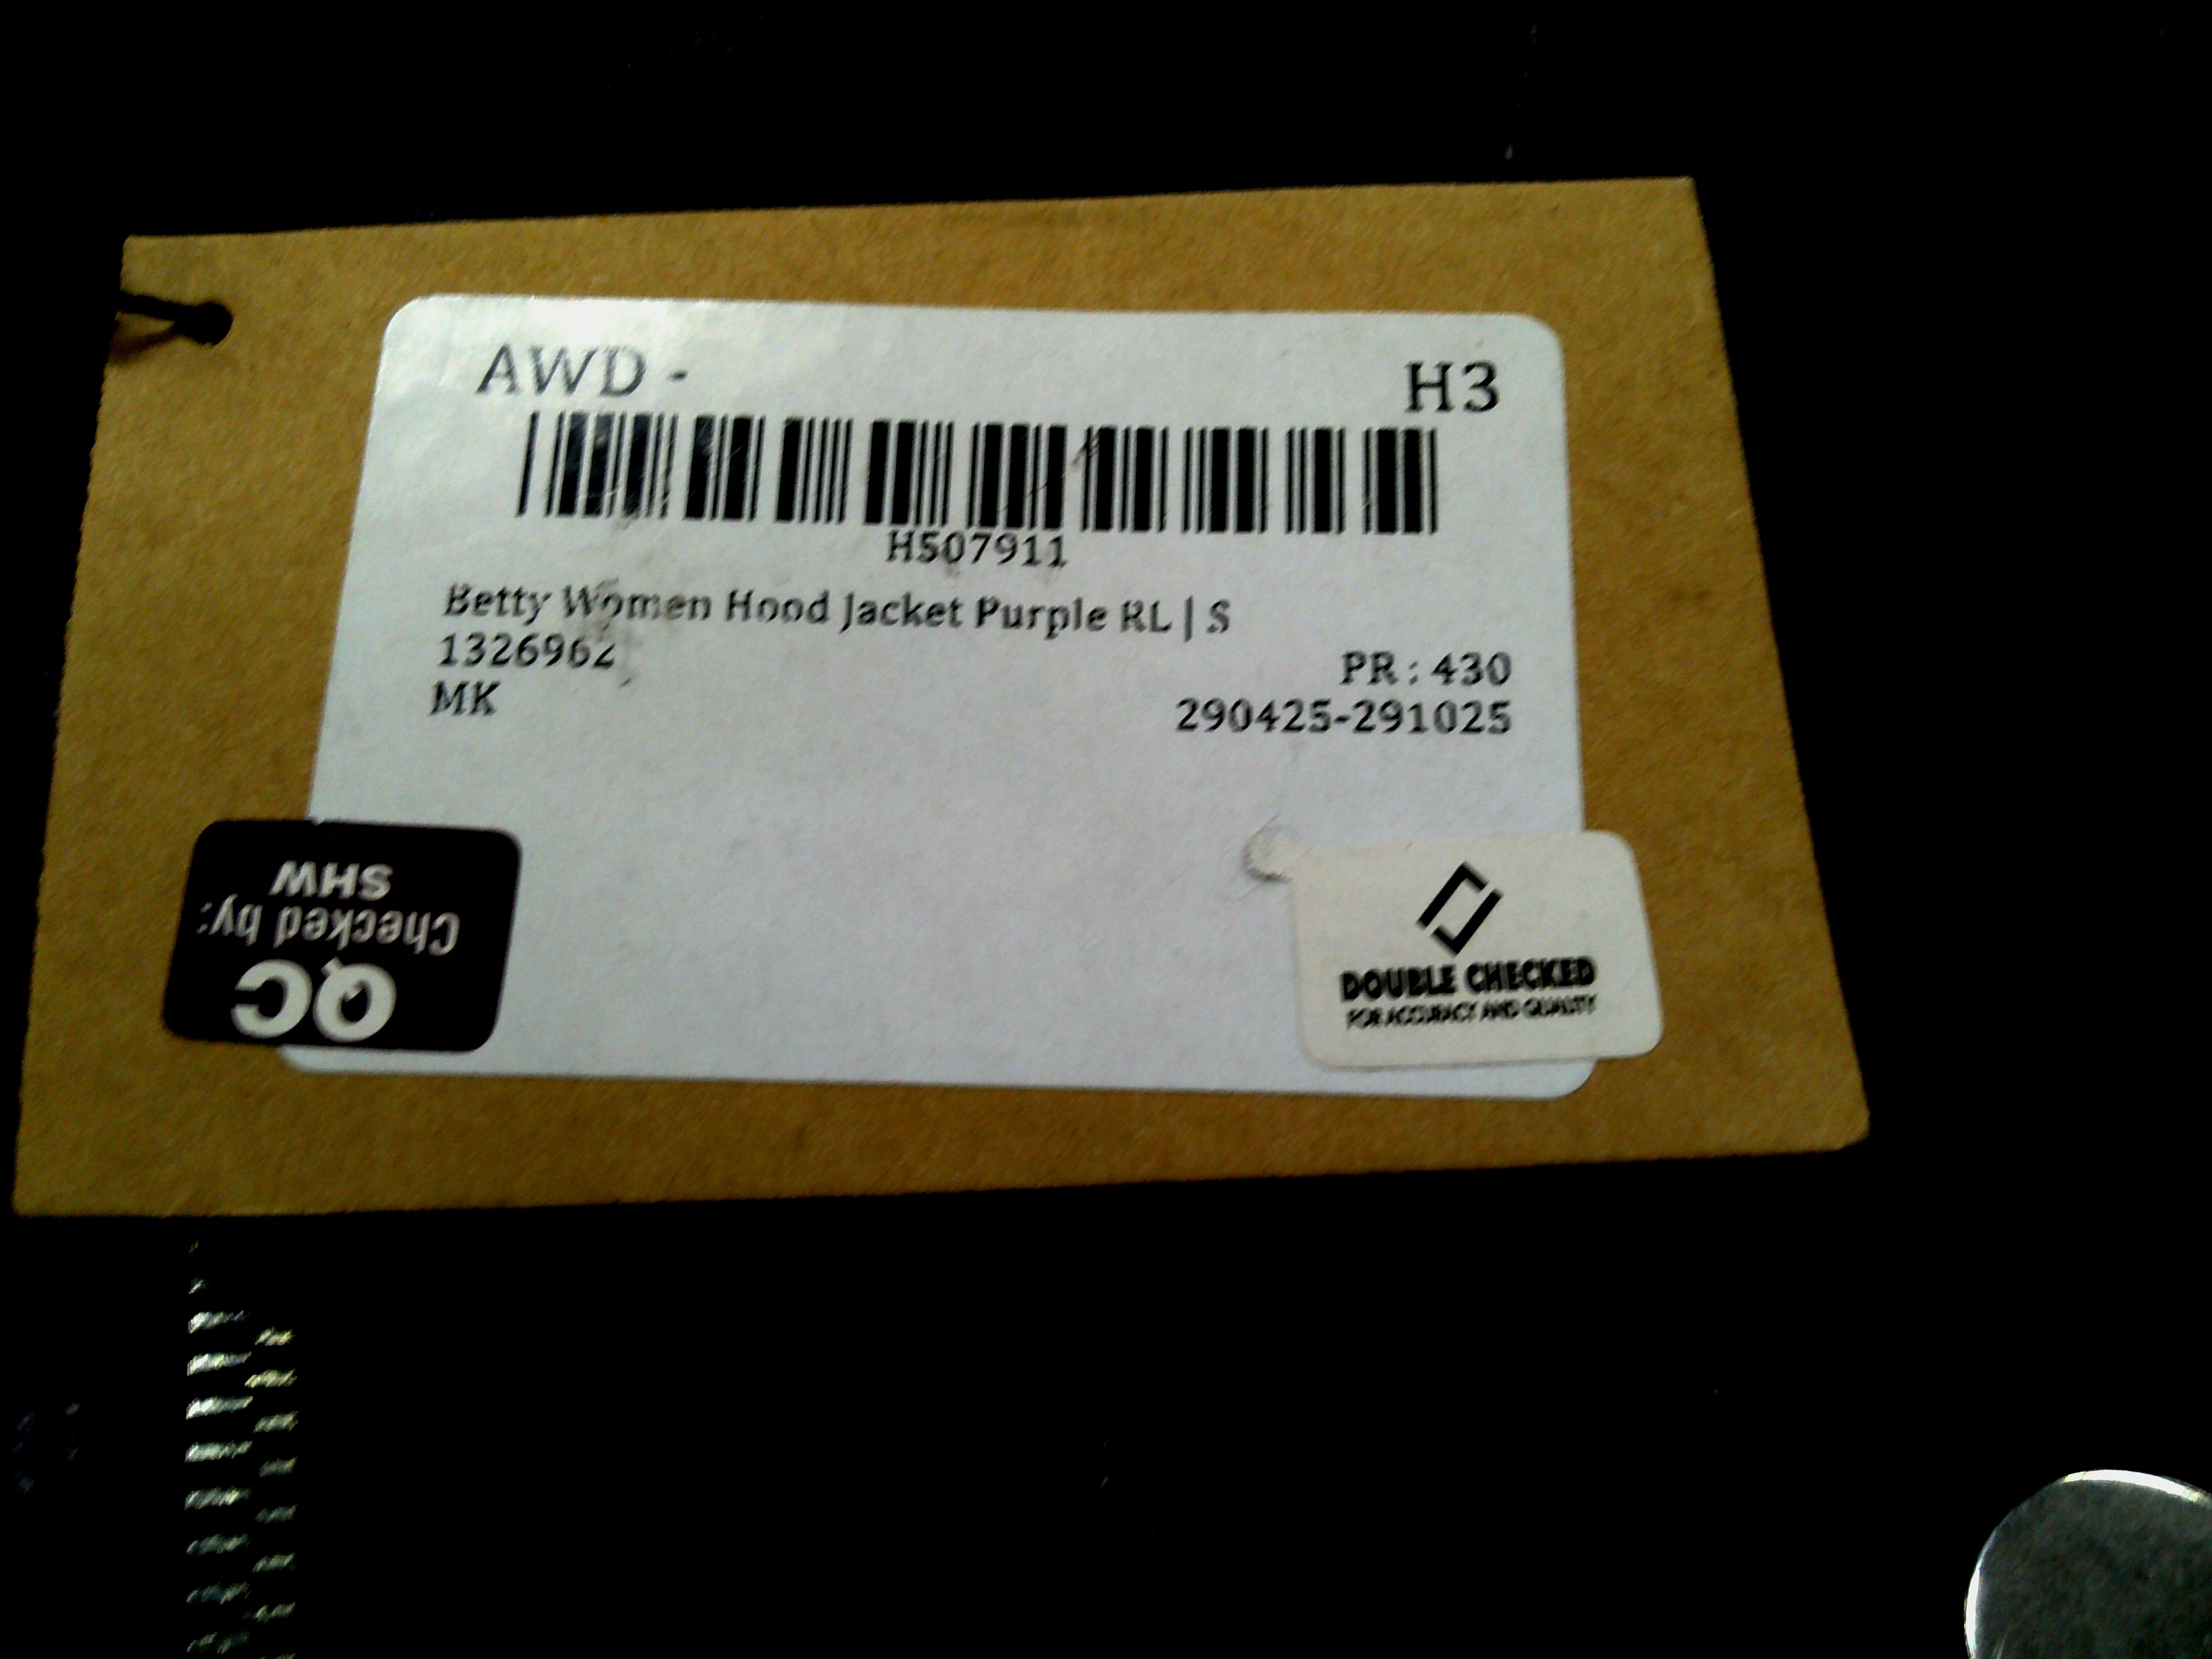 AWD -
H3
H507911
Betty Women Hood Jacket Purple RL | S
1326962
PR : 430
MK
290425-291025
QC
Checked by:
SHW
DOUBLE CHECKED
FOR ACCURACY AND QUALITY